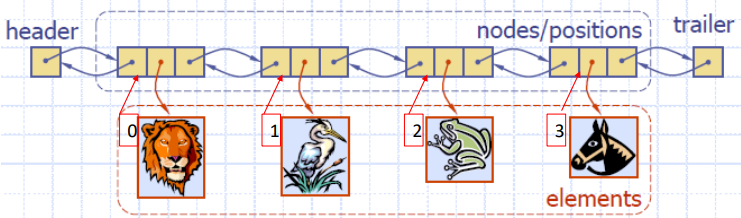 header
nodes/positions
trailer
0
1
2
3
elements